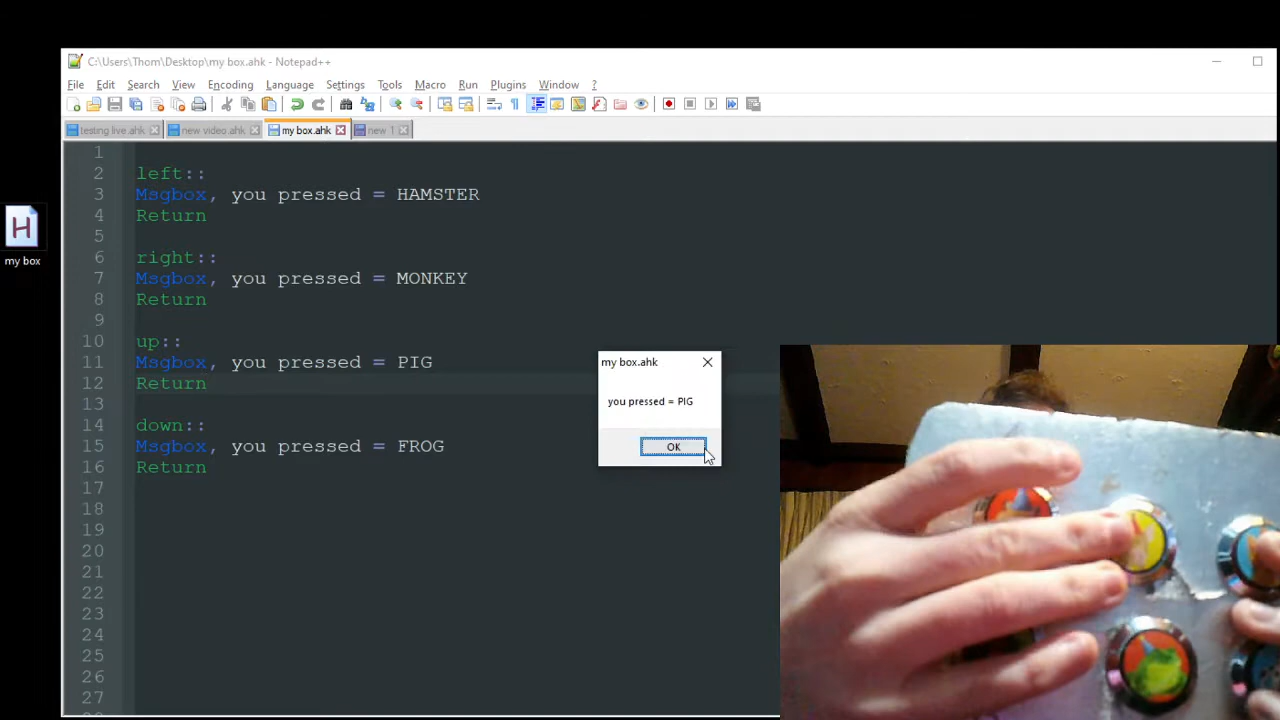 C:\Users\Thorn\Desktop\my box.ahk - Notepad++
File Edit Search View Encoding Language Settings Tools Macro Run Plugins Window ?
testing live.ahk new video.ahk my box.ahk new 1
1
2 left::
3 Msgbox, you pressed = HAMSTER
4 Return
5
6 right::
7 Msgbox, you pressed = MONKEY
8 Return
9
10 up::
11 Msgbox, you pressed = PIG
12 Return
13
14 down::
15 Msgbox, you pressed = FROG
16 Return
17
18
19
20
21
22
23
24
25
26
27
my box.ahk
you pressed = PIG
OK
H
my box